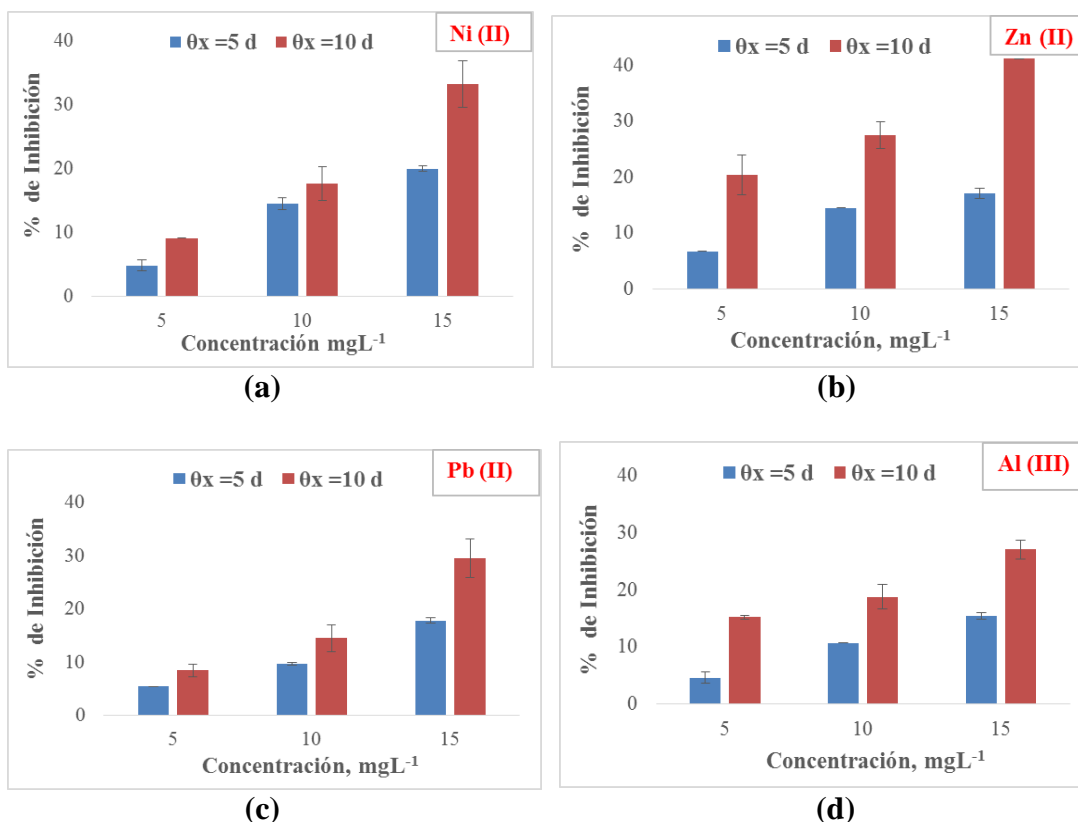 Ni (II)
θx =5 d θx =10 d
40
30
20
10
0
% de Inhibición
5 10 15
Concentración mgL⁻¹
(a)
Zn (II)
θx =5 d θx =10 d
40
30
20
10
0
% de Inhibición
5 10 15
Concentración, mgL⁻¹
(b)
Pb (II)
θx =5 d θx =10 d
40
30
20
10
0
% de Inhibición
5 10 15
Concentración, mgL⁻¹
(c)
Al (III)
θx =5 d θx =10 d
40
30
20
10
0
% de Inhibición
5 10 15
Concentración, mgL⁻¹
(d)